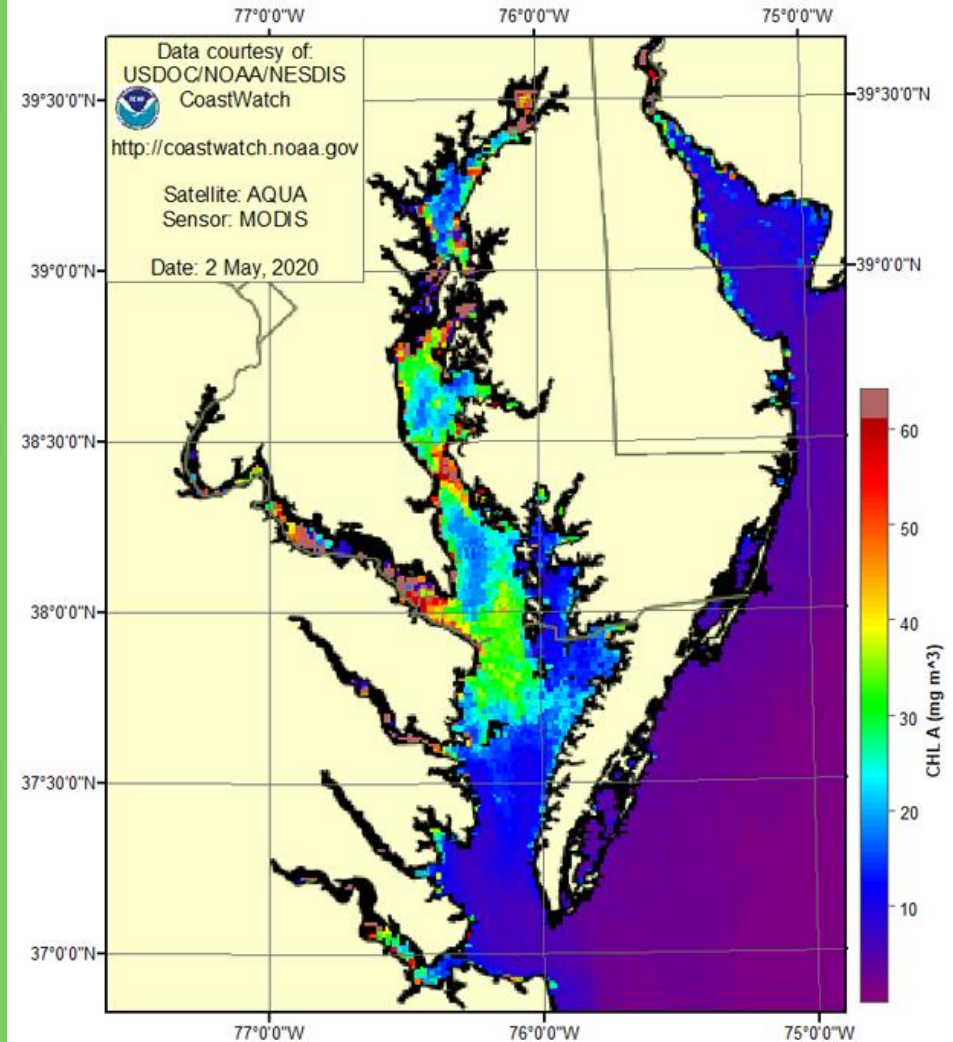 77°0'0"W 76°0'0"W 75°0'0"W
Data courtesy of:
USDOC/NOAA/NESDIS
CoastWatch
http://coastwatch.noaa.gov
Satellite: AQUA
Sensor: MODIS
Date: 2 May, 2020
39°30'0"N 39°30'0"N
39°0'0"N 39°0'0"N
38°30'0"N
38°0'0"N
37°30'0"N
37°0'0"N
60
50
40
30
20
10
CHL A (mg m^3)
77°0'0"W 76°0'0"W 75°0'0"W